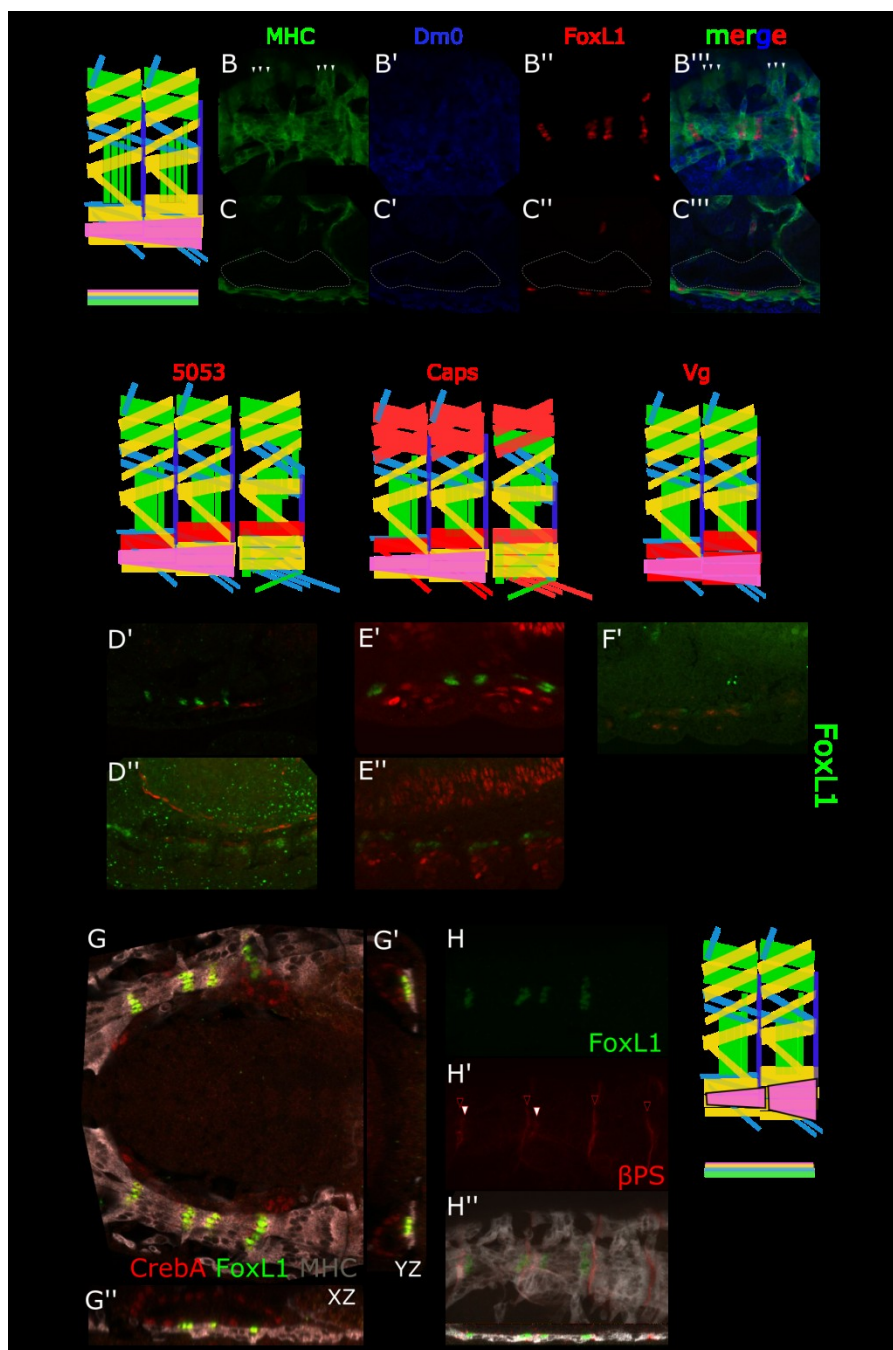 MHC Dm0 FoxL1 merge
B B' B'' B'''
C C' C'' C'''
5053 Caps Vg
D' E' F'
FoxL1
D'' E''
G G' H
FoxL1
H'
βPS
H''
CrebA FoxL1 MHC YZ
G'' XZ